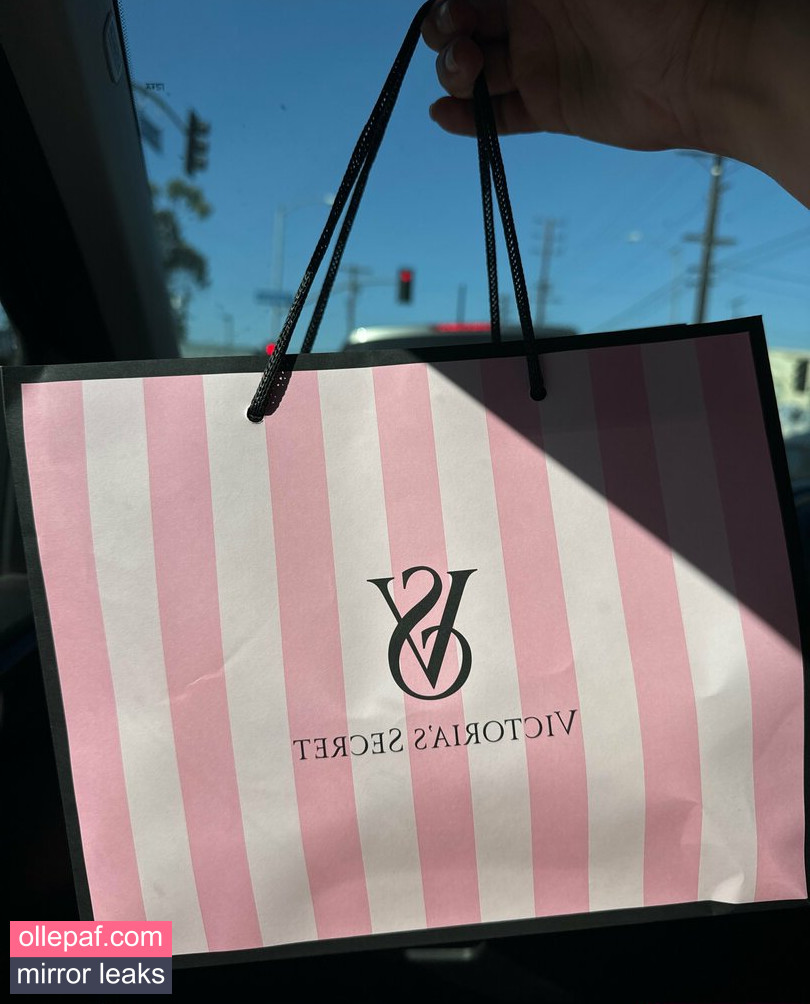 VS
VICTORIA'S SECRET
ollepaf.com
mirror leaks